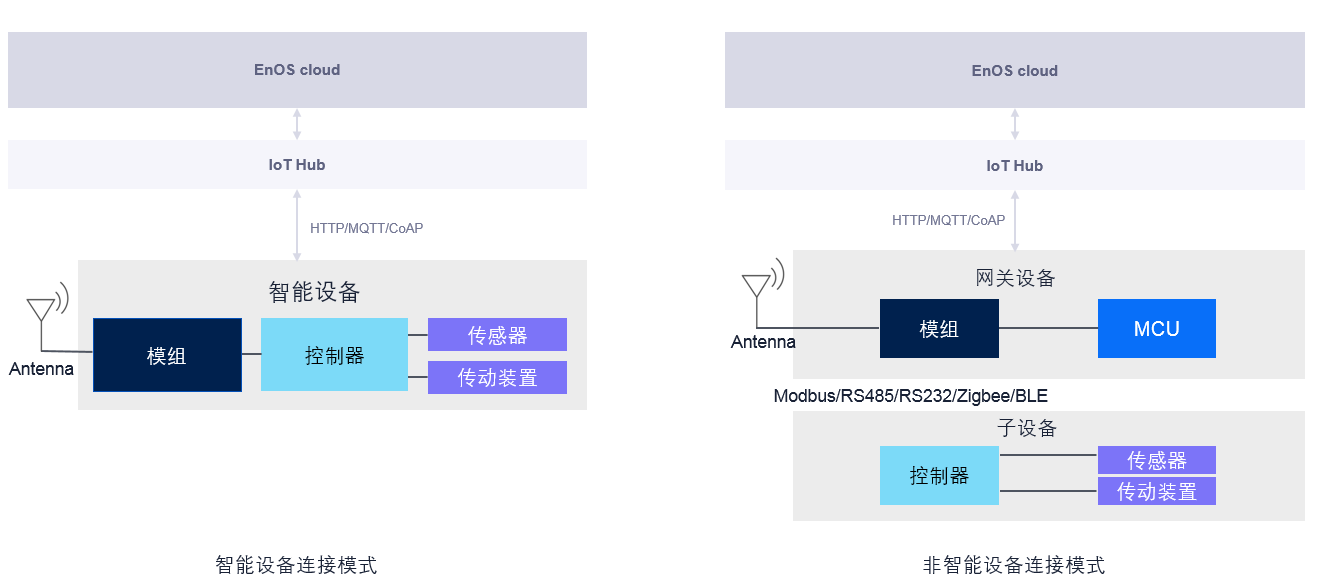 EnOS cloud
IoT Hub
HTTP/MQTT/CoAP
智能设备
Antenna
模组
控制器
传感器
传动装置
智能设备连接模式
EnOS cloud
IoT Hub
HTTP/MQTT/CoAP
网关设备
Antenna
模组
MCU
Modbus/RS485/RS232/Zigbee/BLE
子设备
控制器
传感器
传动装置
非智能设备连接模式